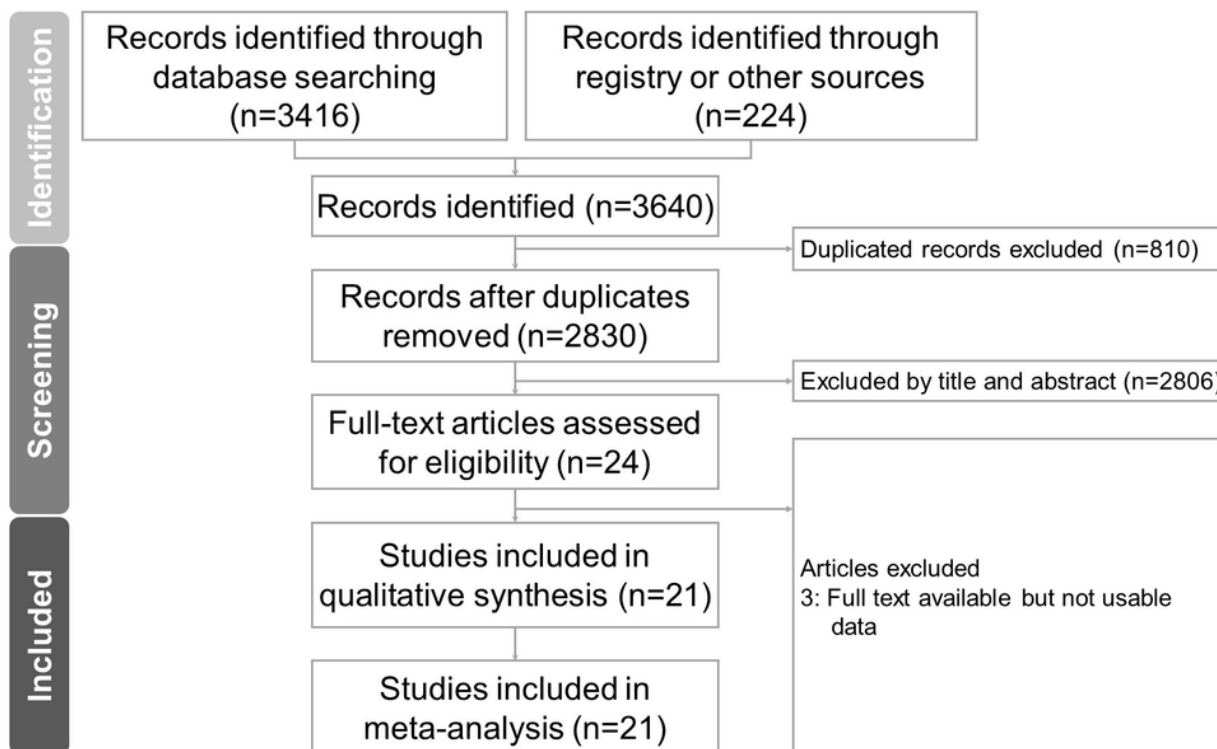 Identification
Records identified through
database searching
(n=3416)
Records identified through
registry or other sources
(n=224)
Records identified (n=3640)
Duplicated records excluded (n=810)
Screening
Records after duplicates
removed (n=2830)
Excluded by title and abstract (n=2806)
Full-text articles assessed
for eligibility (n=24)
Included
Studies included in
qualitative synthesis (n=21)
Articles excluded
3: Full text available but not usable
data
Studies included in
meta-analysis (n=21)